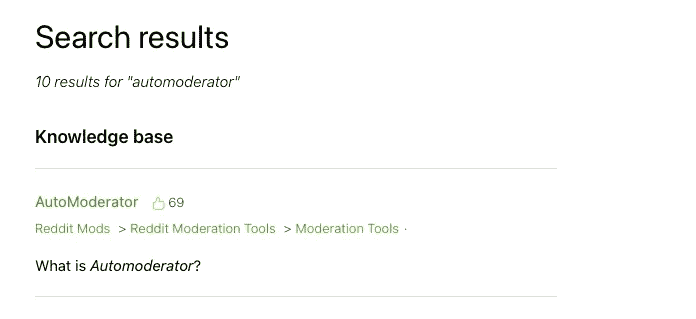 Search results
10 results for "automoderator"
Knowledge base
AutoModerator 69
Reddit Mods > Reddit Moderation Tools > Moderation Tools ·
What is Automoderator?